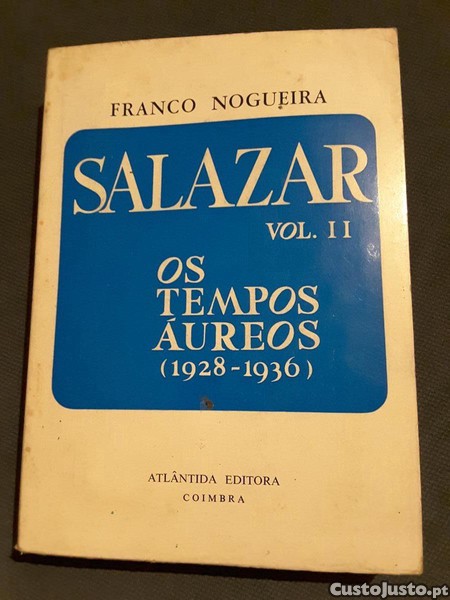 FRANCO NOGUEIRA
SALAZAR
VOL. II
OS
TEMPOS
ÁUREOS
(1928-1936)
ATLÂNTIDA EDITORA
COIMBRA
CustoJusto.pt